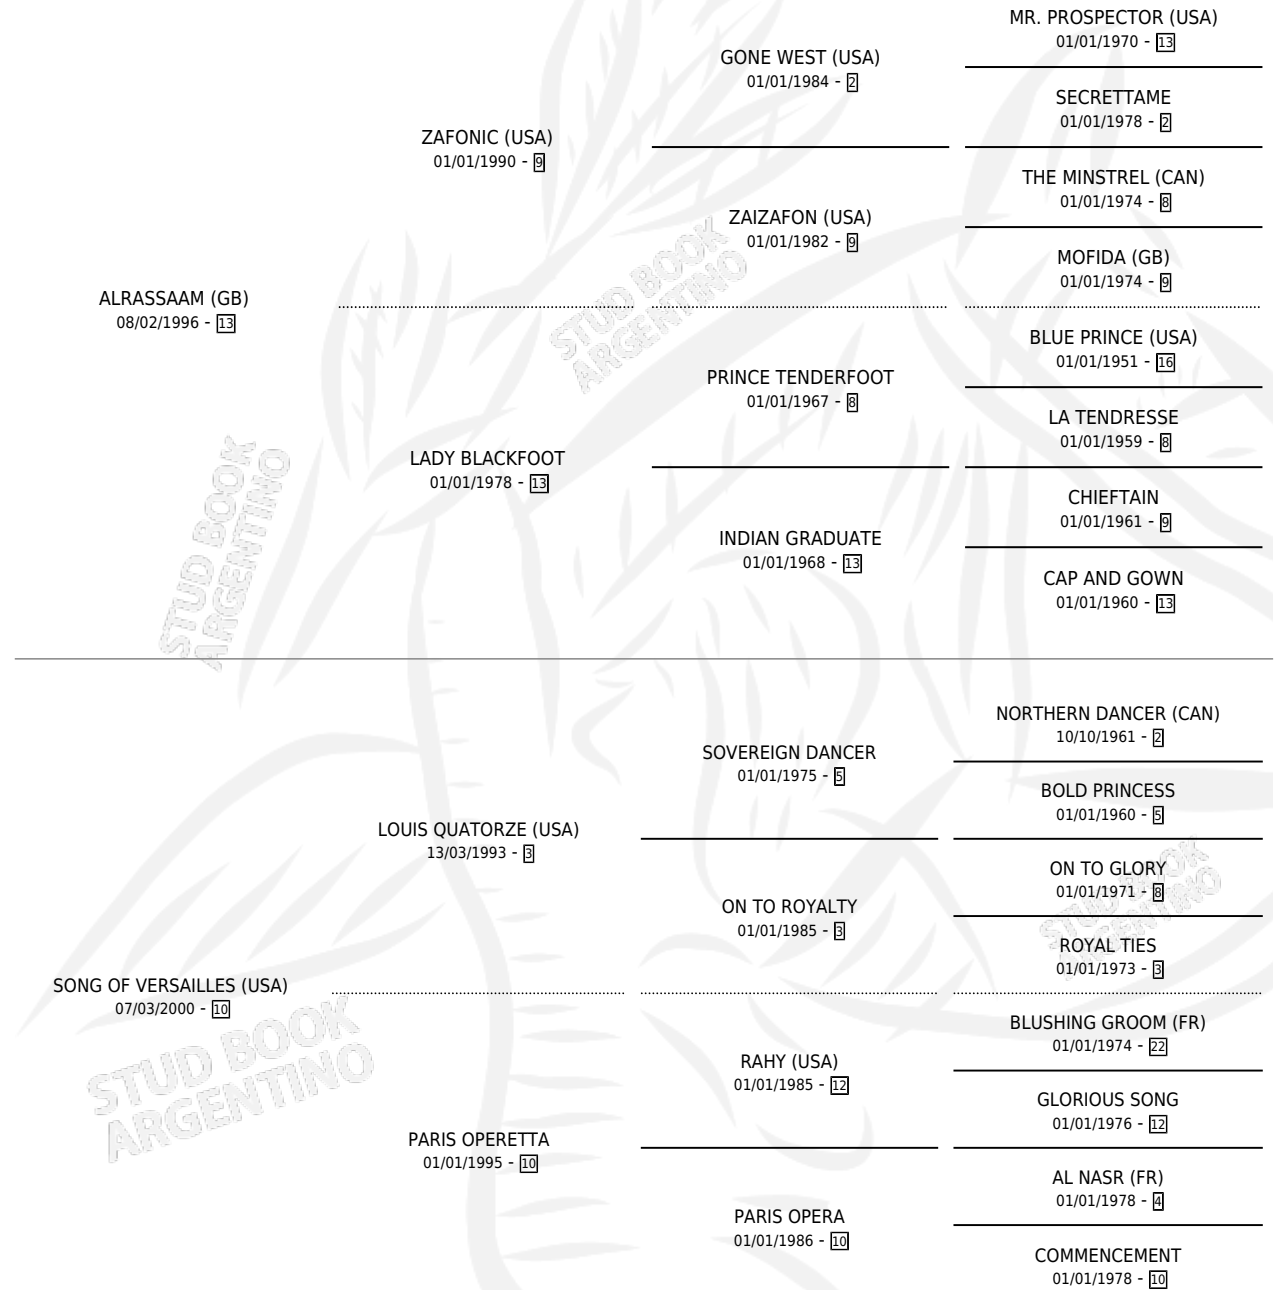 MR. PROSPECTOR (USA)
01/01/1970 - 13
GONE WEST (USA)
01/01/1984 - 2
SECRETTAME
01/01/1978 - 2
ZAFONIC (USA)
01/01/1990 - 9
THE MINSTREL (CAN)
01/01/1974 - 8
ZAIZAFON (USA)
01/01/1982 - 9
MOFIDA (GB)
01/01/1974 - 9
ALRASSAAM (GB)
08/02/1996 - 13
BLUE PRINCE (USA)
01/01/1951 - 16
PRINCE TENDERFOOT
01/01/1967 - 8
LA TENDRESSE
01/01/1959 - 8
LADY BLACKFOOT
01/01/1978 - 13
CHIEFTAIN
01/01/1961 - 9
INDIAN GRADUATE
01/01/1968 - 13
CAP AND GOWN
01/01/1960 - 13
NORTHERN DANCER (CAN)
10/10/1961 - 2
SOVEREIGN DANCER
01/01/1975 - 5
BOLD PRINCESS
01/01/1960 - 5
LOUIS QUATORZE (USA)
13/03/1993 - 3
ON TO GLORY
01/01/1971 - 8
ON TO ROYALTY
01/01/1985 - 3
ROYAL TIES
01/01/1973 - 3
SONG OF VERSAILLES (USA)
07/03/2000 - 10
BLUSHING GROOM (FR)
01/01/1974 - 22
RAHY (USA)
01/01/1985 - 12
GLORIOUS SONG
01/01/1976 - 12
PARIS OPERETTA
01/01/1995 - 10
AL NASR (FR)
01/01/1978 - 4
PARIS OPERA
01/01/1986 - 10
COMMENCEMENT
01/01/1978 - 10
STUD BOOK
ARGENTINO
STUD BOOK
ARGENTINO
STUD BOOK
ARGENTINO
STUD BOOK
ARGENTINO